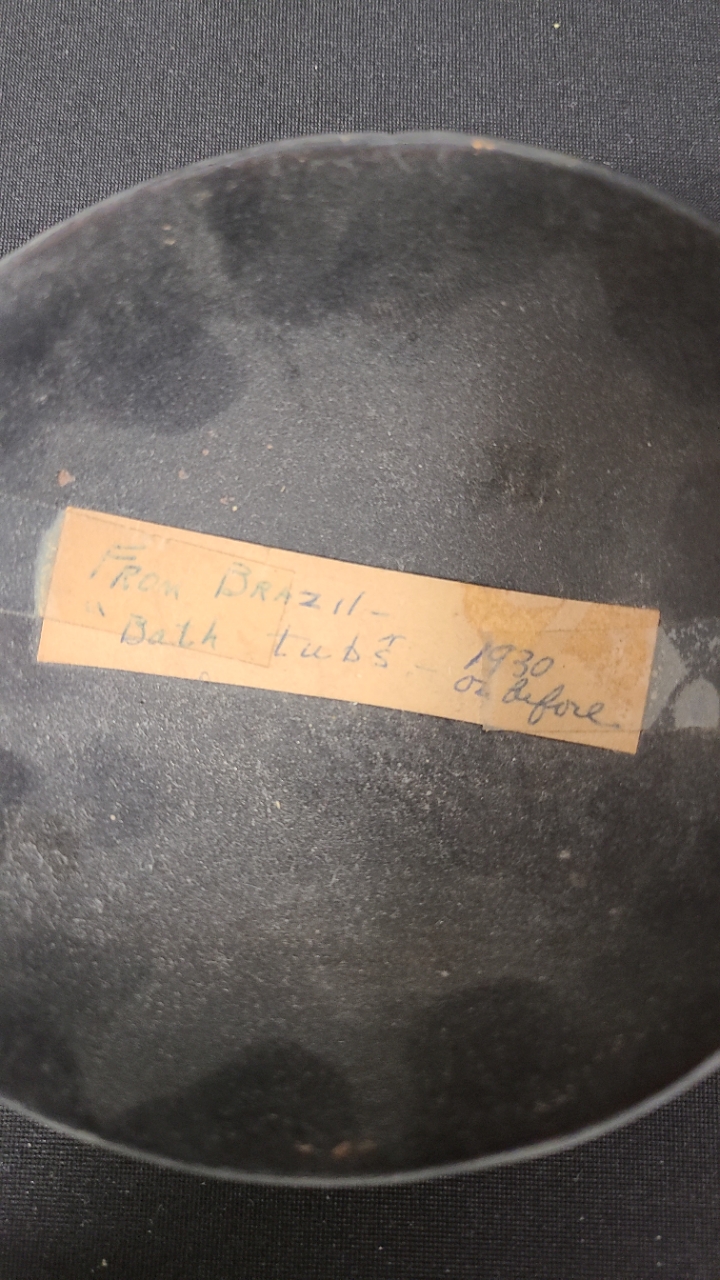 FROM BRAZIL-
"Bath tubs" - 1930
or before